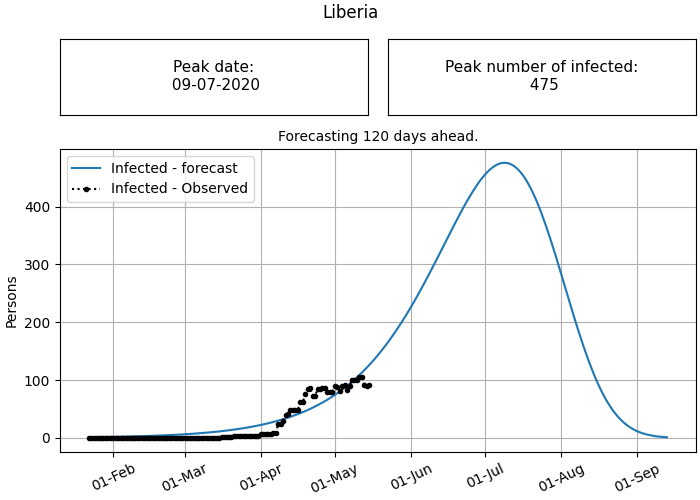 Liberia
Peak date:
09-07-2020
Peak number of infected:
475
Forecasting 120 days ahead.
Infected - forecast
Infected - Observed
Persons
400
300
200
100
0
01-Feb
01-Mar
01-Apr
01-May
01-Jun
01-Jul
01-Aug
01-Sep